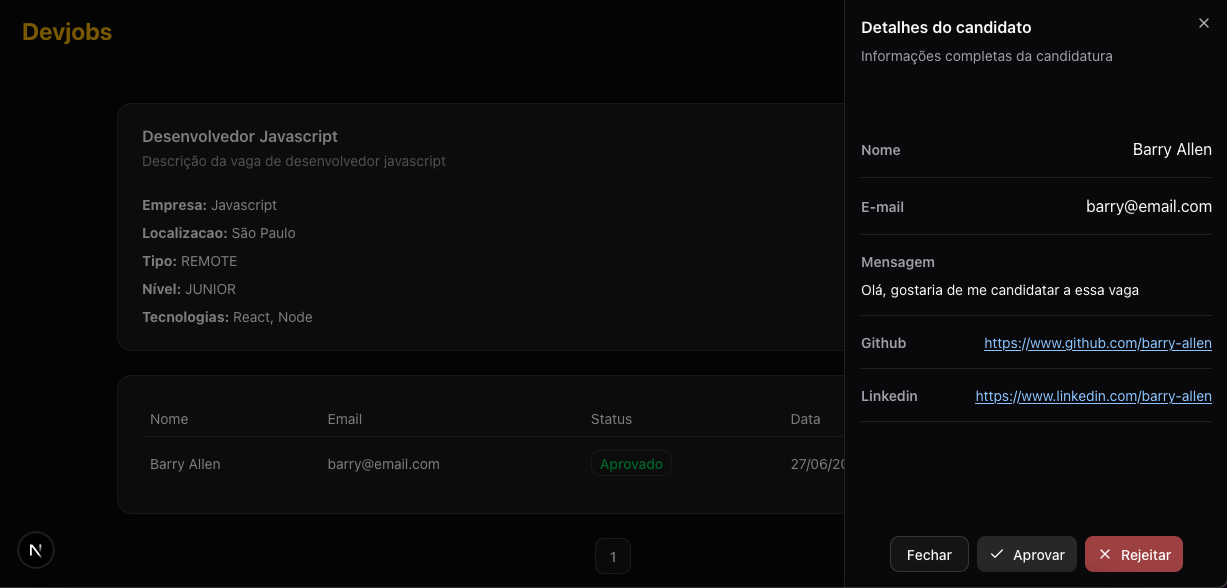 Devjobs
Desenvolvedor Javascript
Descrição da vaga de desenvolvedor javascript
Empresa: Javascript
Localizacao: São Paulo
Tipo: REMOTE
Nível: JUNIOR
Tecnologias: React, Node
Nome Email Status Data
Barry Allen barry@email.com Aprovado 27/06/20
1
N
Detalhes do candidato
Informações completas da candidatura
Nome Barry Allen
E-mail barry@email.com
Mensagem
Olá, gostaria de me candidatar a essa vaga
Github https://www.github.com/barry-allen
Linkedin https://www.linkedin.com/barry-allen
Fechar Aprovar Rejeitar